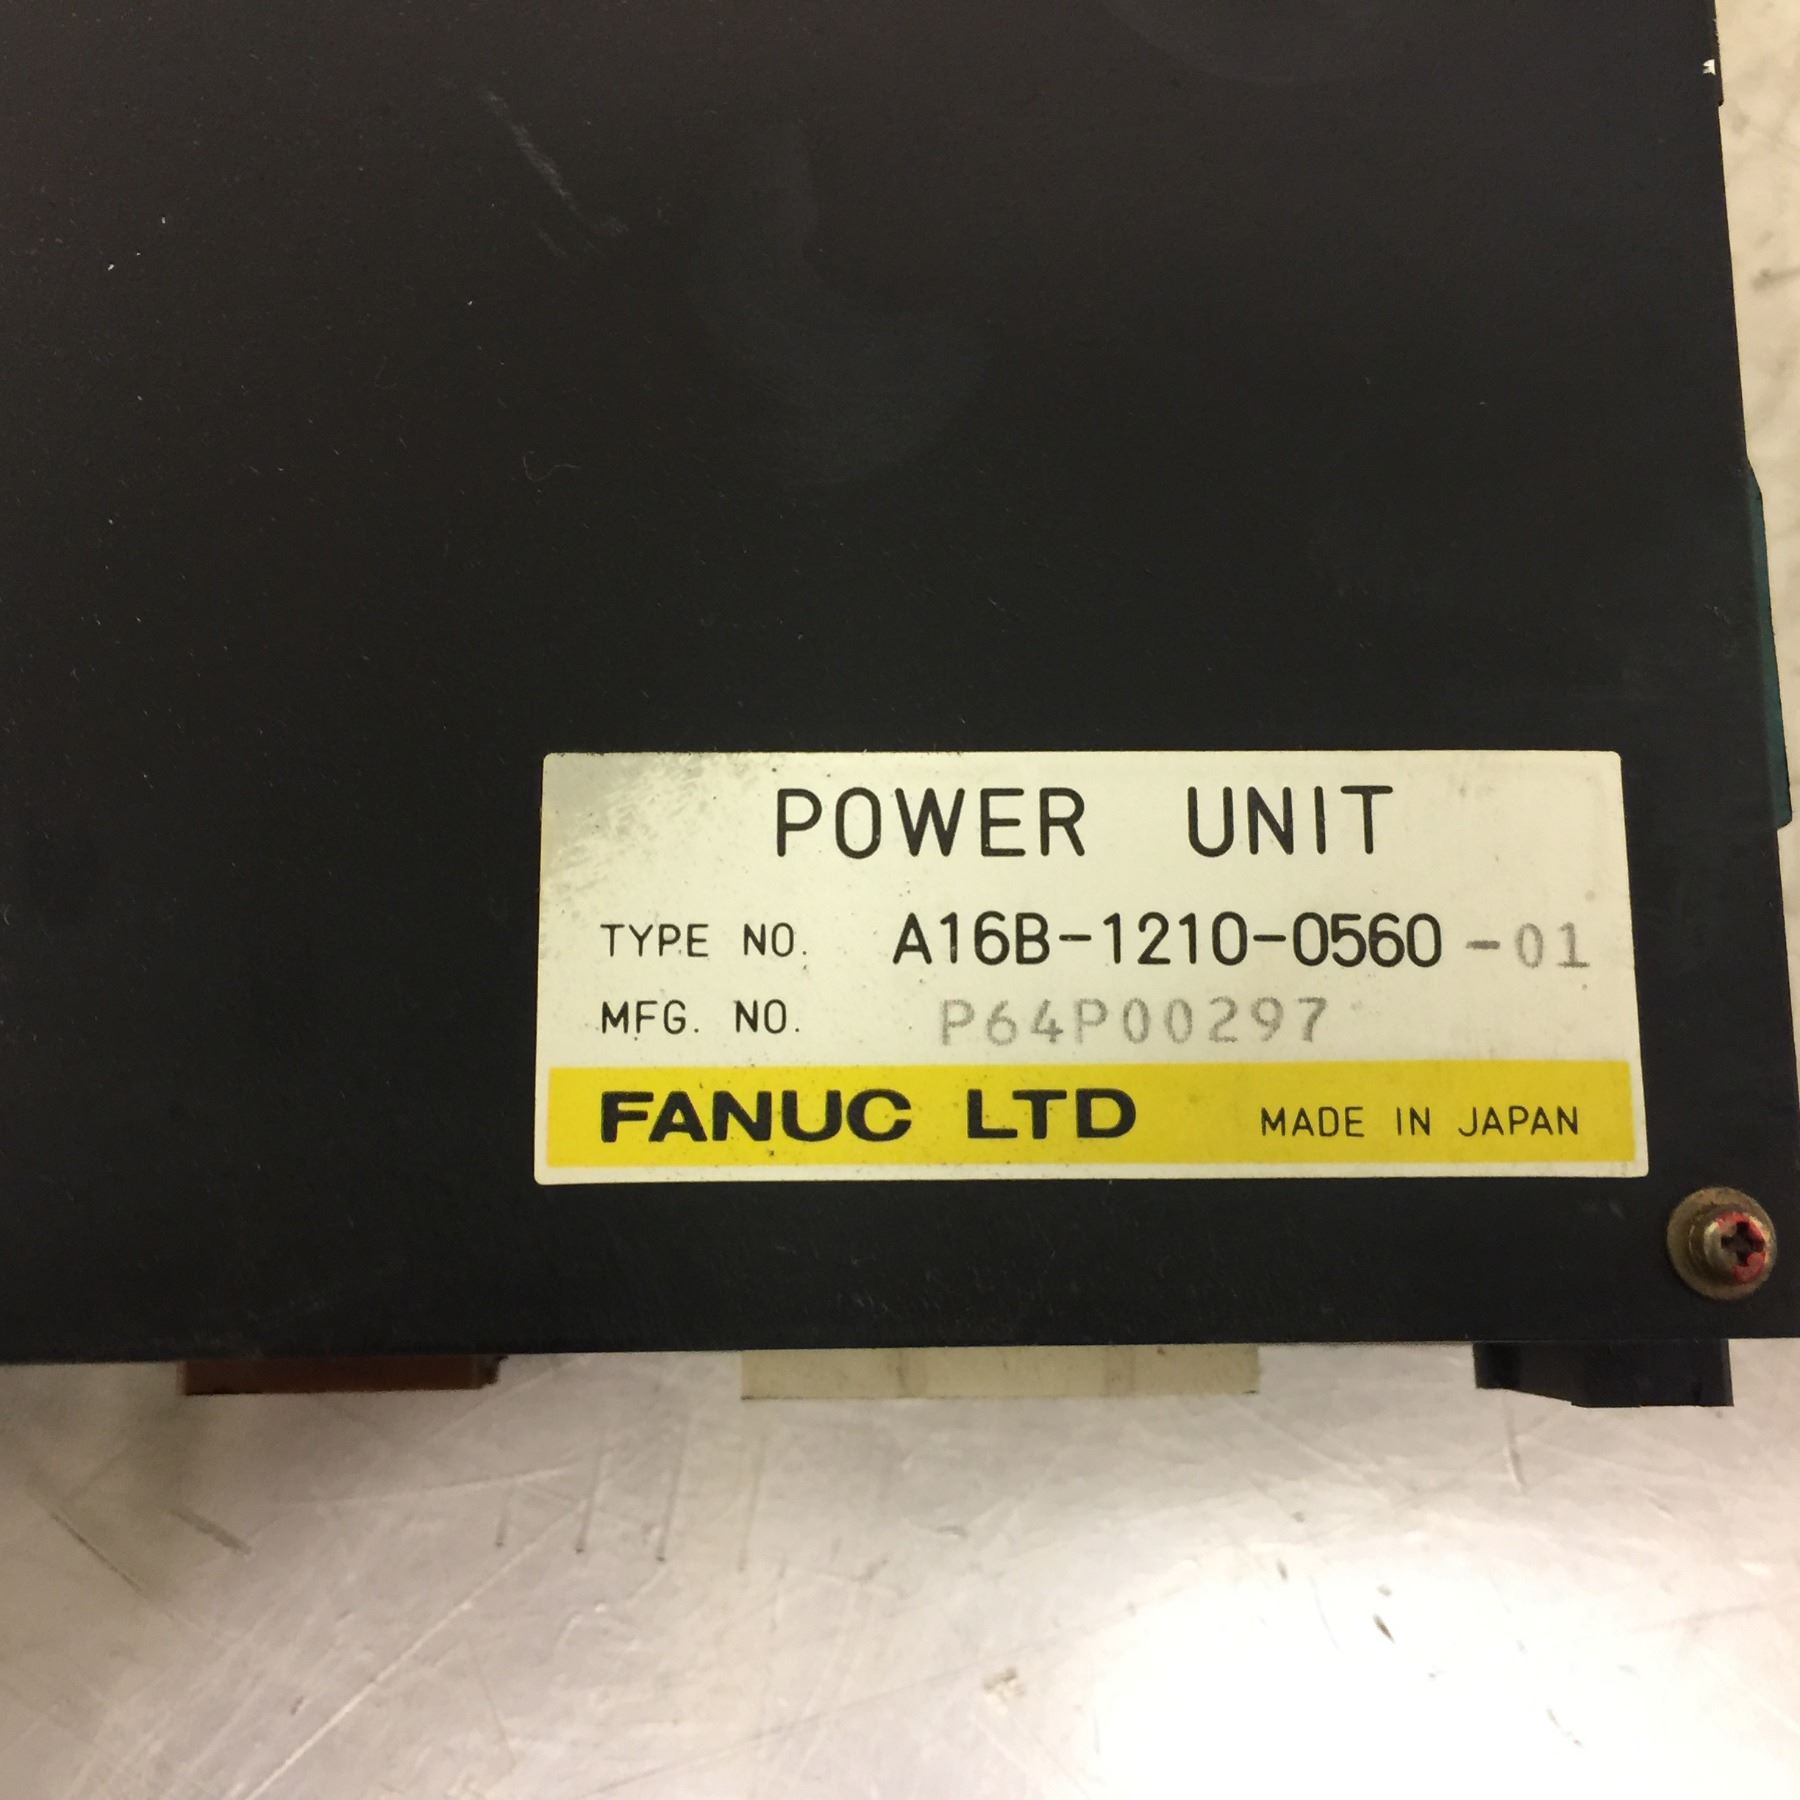 POWER UNIT
TYPE NO. A16B-1210-0560-01
MFG. NO. P64P00297
FANUC LTD MADE IN JAPAN